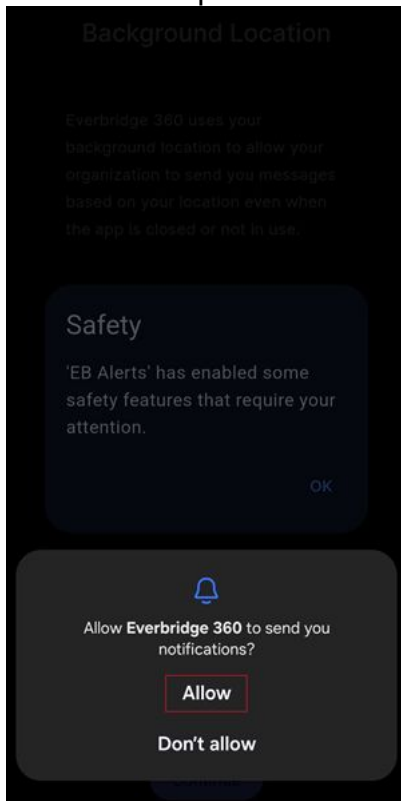 Background Location
Everbridge 360 uses your
background location to allow your
organization to send you messages
based on your location even when
the app is closed or not in use.
Safety
'EB Alerts' has enabled some
safety features that require your
attention.
OK
Allow Everbridge 360 to send you
notifications?
Allow
Don't allow